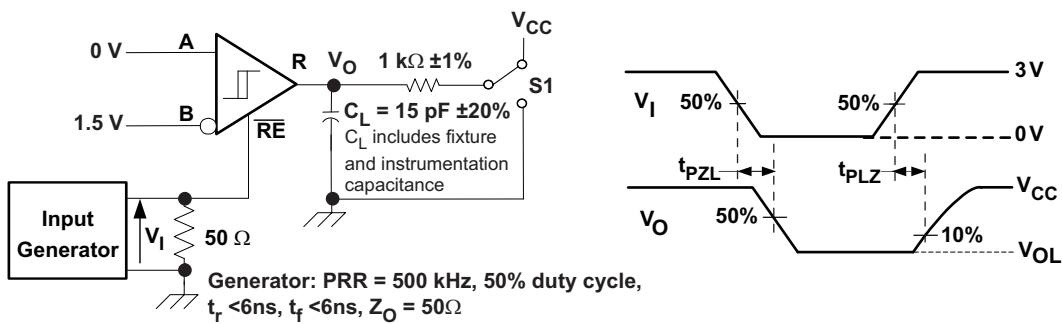 0 V
A
1.5 V
B
R
R̅E̅
V_O
1 kΩ ±1%
V_CC
S1
C_L = 15 pF ±20%
C_L includes fixture
and instrumentation
capacitance
Input
Generator
V_I
50 Ω
Generator: PRR = 500 kHz, 50% duty cycle,
t_r <6ns, t_f <6ns, Z_O = 50Ω
V_I
50%
50%
3 V
0 V
t_PZL
t_PLZ
V_O
50%
10%
V_CC
V_OL